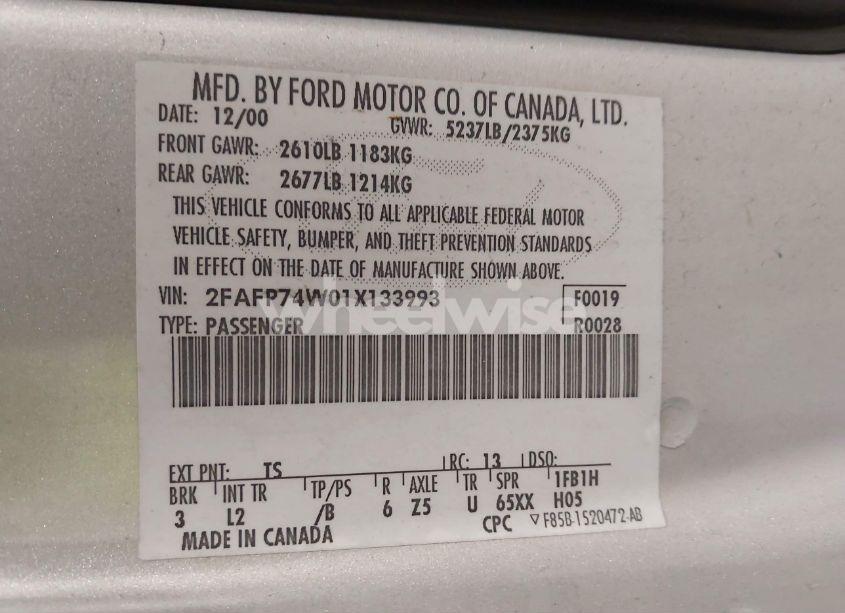 MFD. BY FORD MOTOR CO. OF CANADA, LTD.
DATE: 12/00 GVWR: 5237LB/2375KG
FRONT GAWR: 2610LB 1183KG
REAR GAWR: 2677LB 1214KG
THIS VEHICLE CONFORMS TO ALL APPLICABLE FEDERAL MOTOR
VEHICLE SAFETY, BUMPER, AND THEFT PREVENTION STANDARDS
IN EFFECT ON THE DATE OF MANUFACTURE SHOWN ABOVE.
VIN: 2FAFP74W01X133993 F0019
TYPE: PASSENGER R0028
wheelwise
EXT PNT: TS RC: 13 DSO:
BRK INT TR TP/PS R AXLE TR SPR 1FB1H
3 L2 /B 6 Z5 U 65XX H05
MADE IN CANADA CPC F85B-1520472-AB